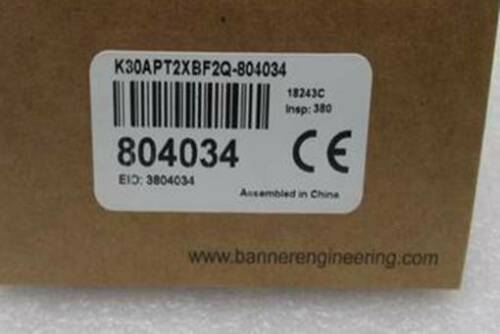 K30APT2XBF2Q-804034
18243C
Insp: 380
804034
CE
EID: 3804034
Assembled in China
www.bannerengineering.com